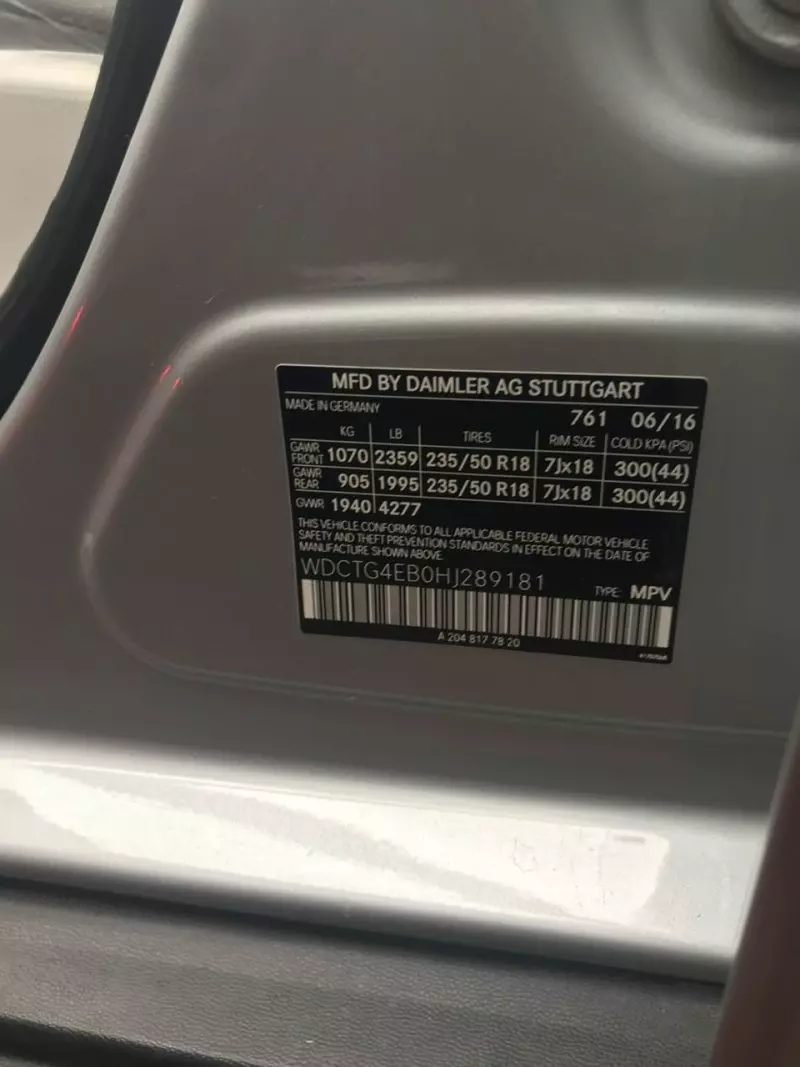 MFD BY DAIMLER AG STUTTGART
MADE IN GERMANY 761 06/16
KG LB TIRES RIM SIZE COLD KPA (PSI)
GAWR FRONT 1070 2359 235/50 R18 7Jx18 300(44)
GAWR REAR 905 1995 235/50 R18 7Jx18 300(44)
GVWR 1940 4277
THIS VEHICLE CONFORMS TO ALL APPLICABLE FEDERAL MOTOR VEHICLE
SAFETY AND THEFT PREVENTION STANDARDS IN EFFECT ON THE DATE OF
MANUFACTURE SHOWN ABOVE.
WDCTG4EB0HJ289181 TYPE: MPV
A 204 817 78 20